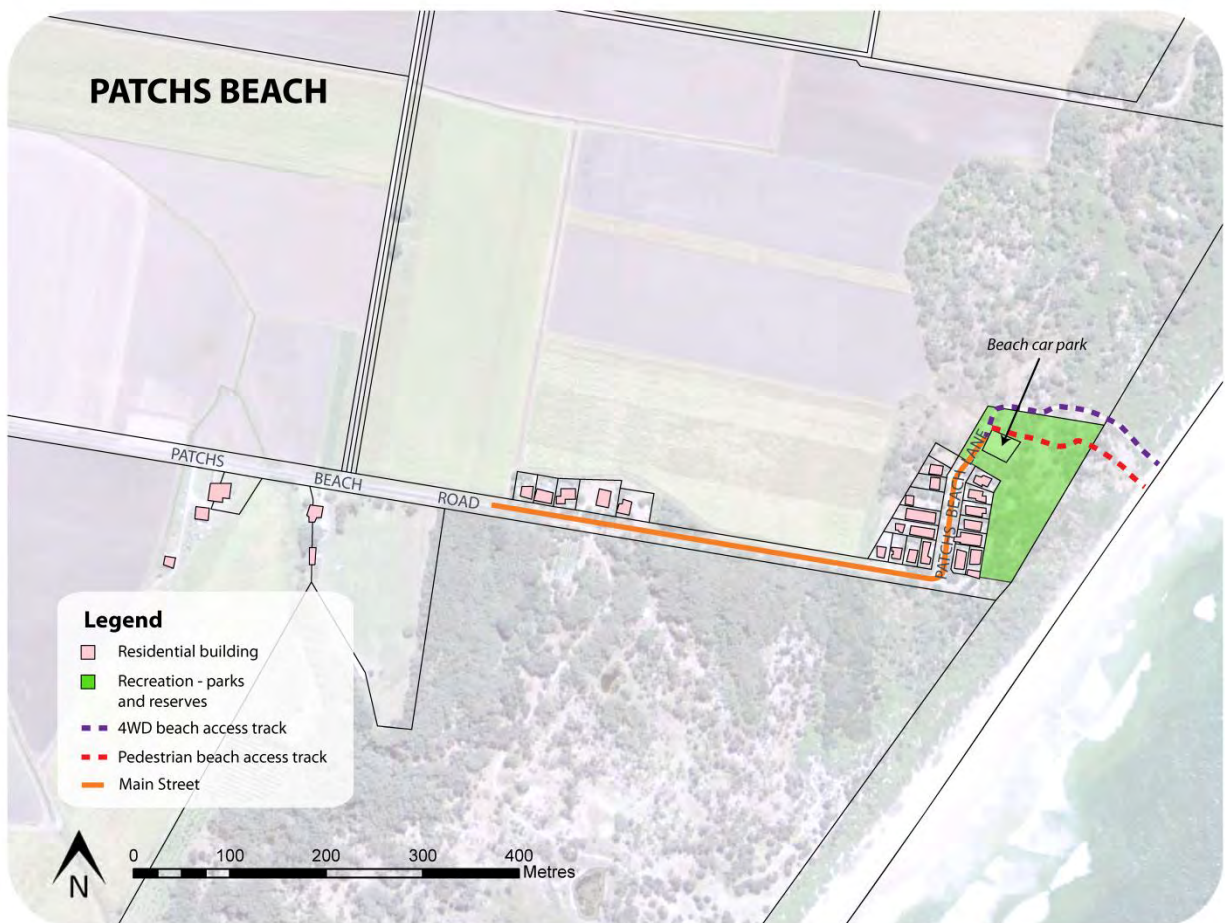 PATCHS BEACH
Beach car park
PATCHS BEACH ROAD
PATCHS BEACH LANE
Legend
Residential building
Recreation - parks
and reserves
4WD beach access track
Pedestrian beach access track
Main Street
N
0 100 200 300 400
Metres